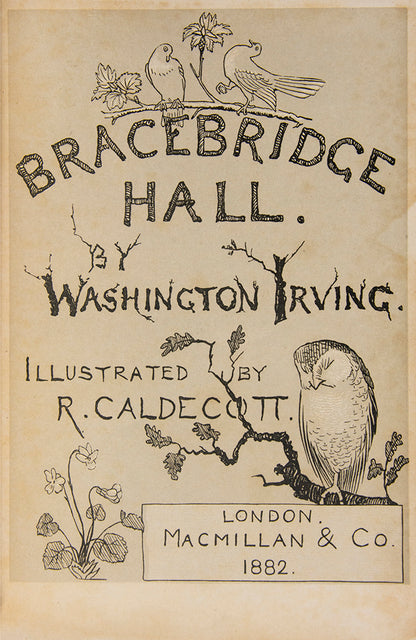 BRACEBRIDGE
HALL.
BY
WASHINGTON IRVING.
ILLUSTRATED BY
R. CALDECOTT.
LONDON.
MACMILLAN & CO.
1882.